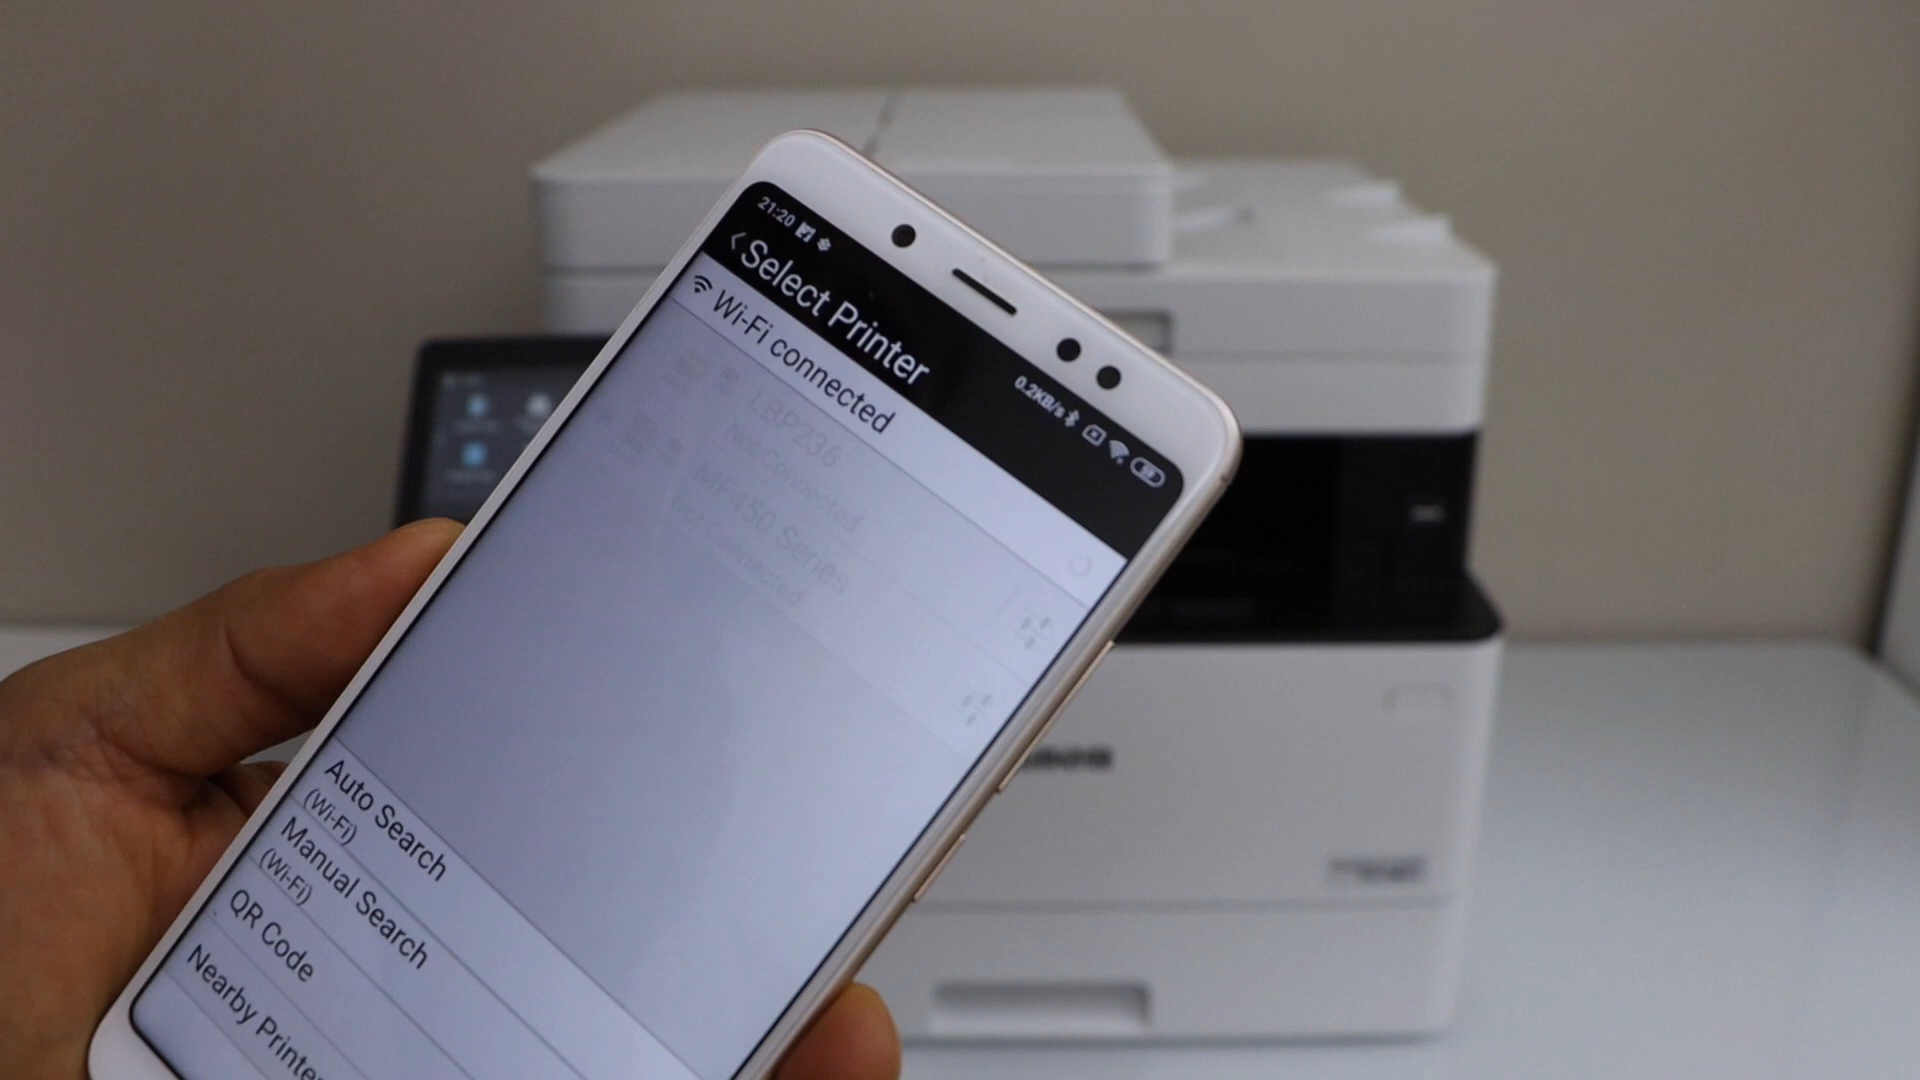 21:20
0.2KB/s
Select Printer
Wi-Fi connected
LBP236
Not Connected
MF450 Series
Not Connected
Auto Search
(Wi-Fi)
Manual Search
(Wi-Fi)
QR Code
Nearby Printe